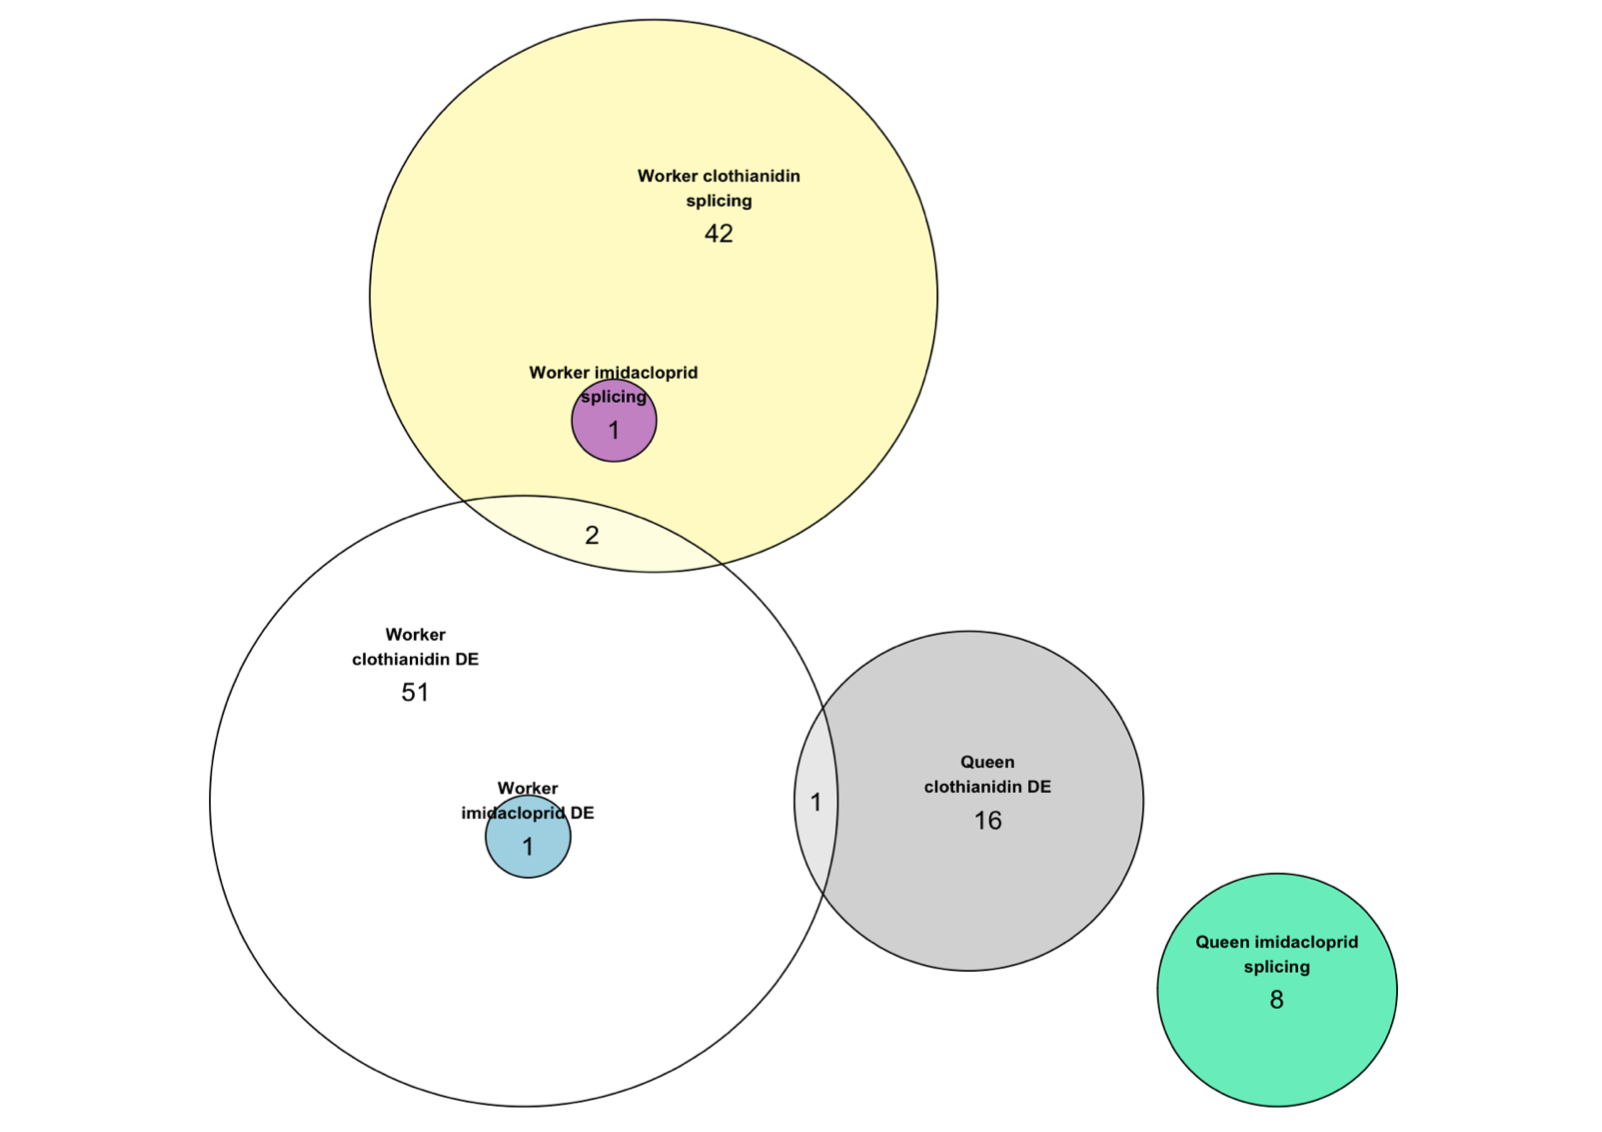 Worker clothianidin
splicing
42
Worker imidacloprid
splicing
1
2
Worker
clothianidin DE
51
Worker
imidacloprid DE
1
1
Queen
clothianidin DE
16
Queen imidacloprid
splicing
8